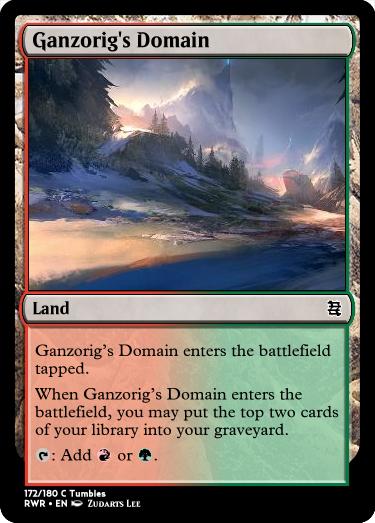 Ganzorig's Domain
Land
Ganzorig's Domain enters the battlefield
tapped.
When Ganzorig's Domain enters the
battlefield, you may put the top two cards
of your library into your graveyard.
: Add or .
172/180 C Tumbles
RWR • EN Zudarts Lee